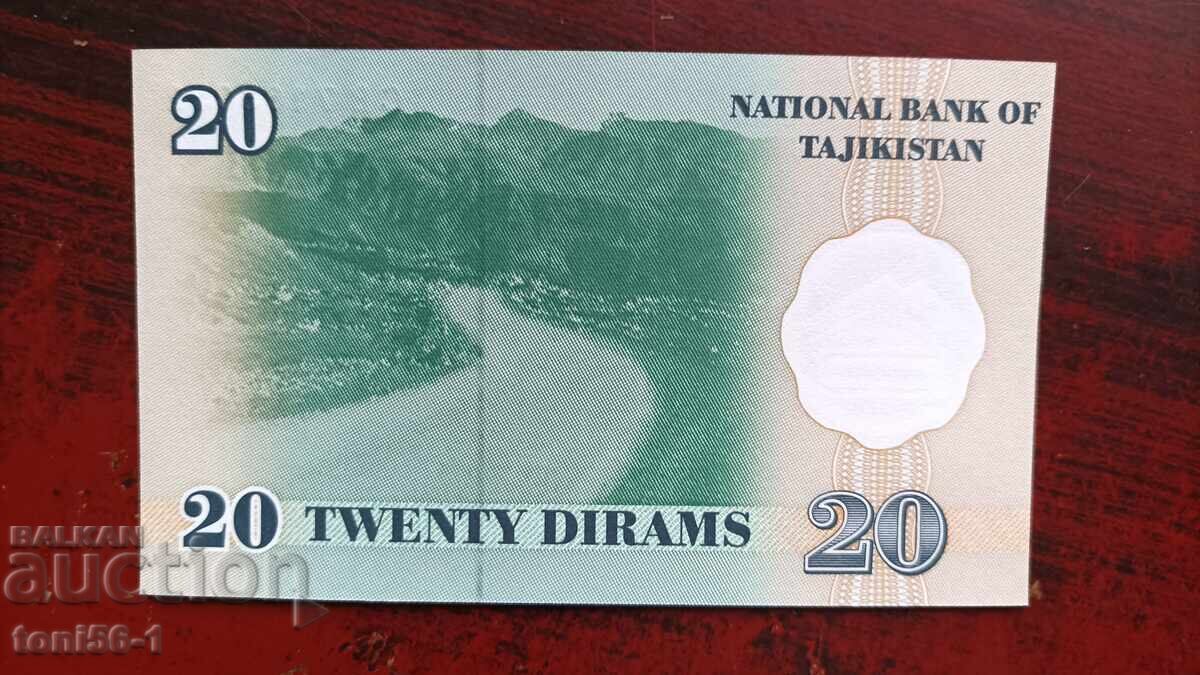 20
NATIONAL BANK OF
TAJIKISTAN
20 TWENTY DIRAMS 20
BALKAN
auction
toni56-1